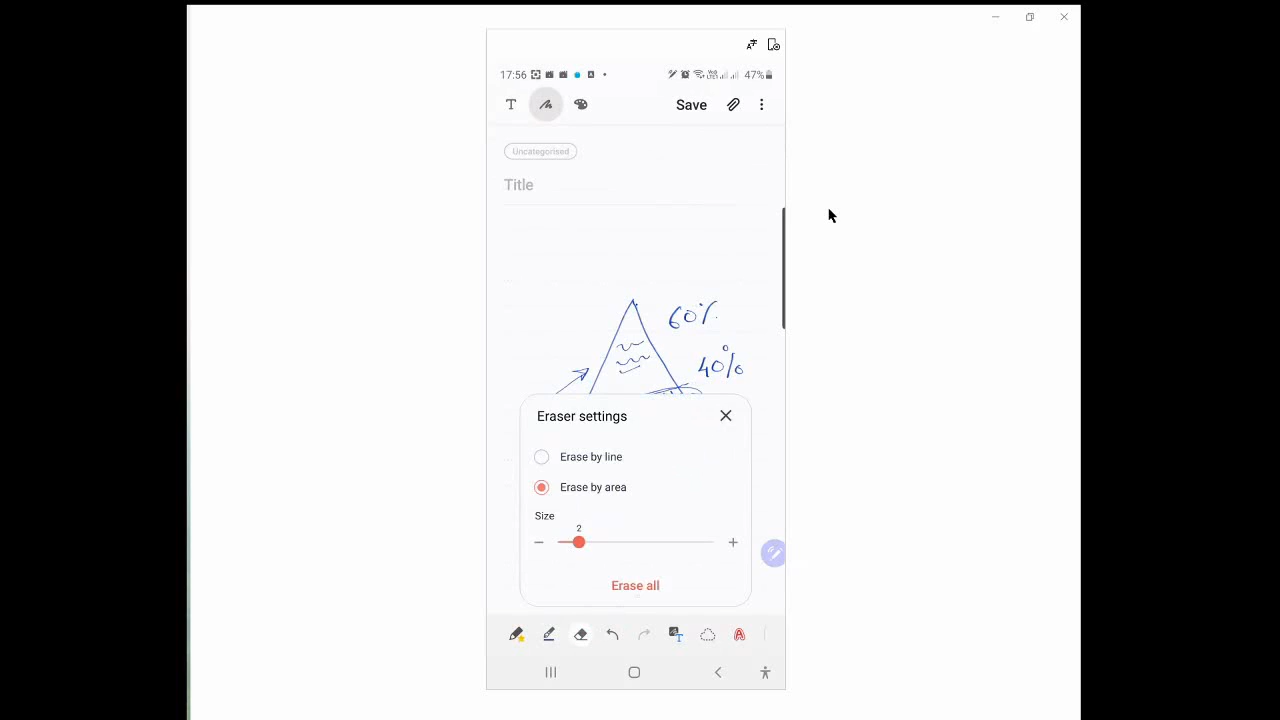 17:56 47%
T Save
Uncategorised
Title
60%
40%
Eraser settings
Erase by line
Erase by area
Size
2
Erase all
T
A